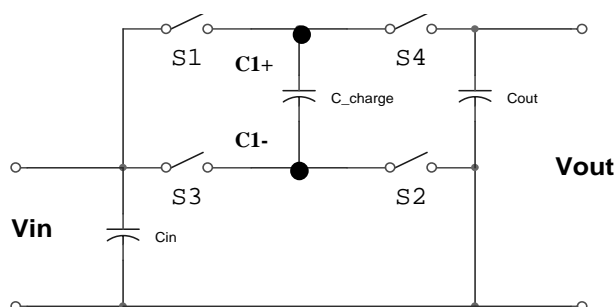 S1
C1+
S4
C_charge
Cout
C1-
S3
S2
Vout
Vin
Cin